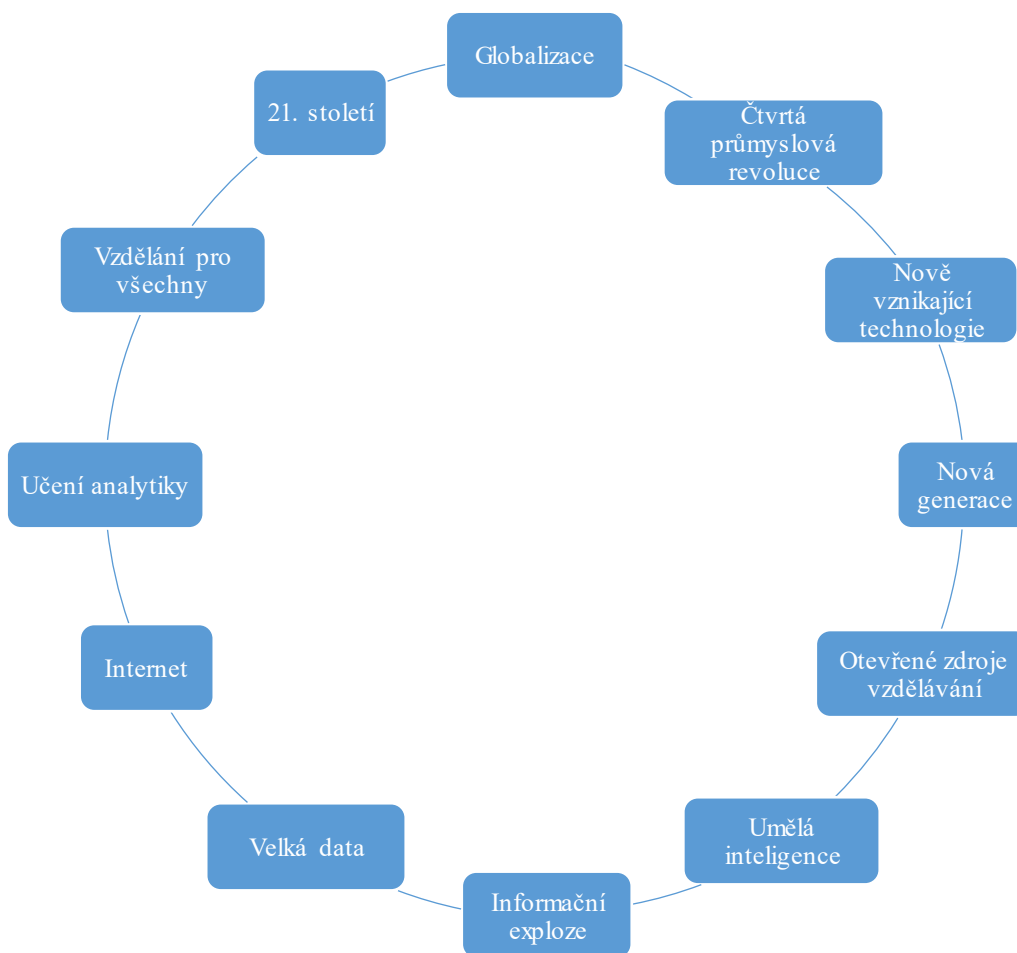 Globalizace
Čtvrtá
průmyslová
revoluce
Nově
vznikající
technologie
Nová
generace
Otevřené zdroje
vzdělávání
Umělá
inteligence
Informační
exploze
Velká data
Internet
Učení analytiky
Vzdělání pro
všechny
21. století